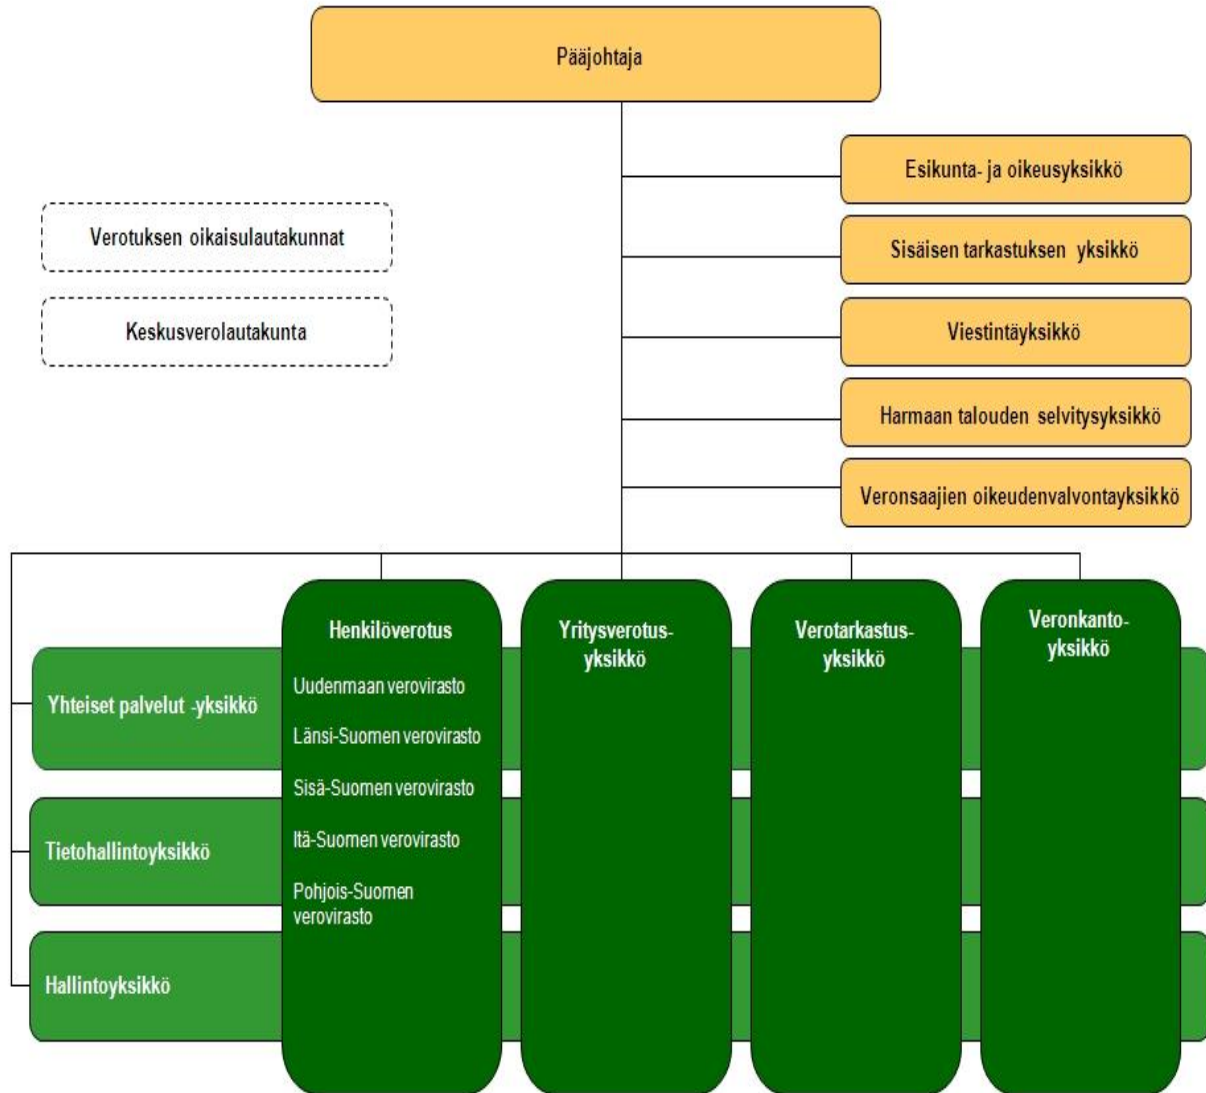 Pääjohtaja
Esikunta- ja oikeusyksikkö
Verotuksen oikaisulautakunnat
Sisäisen tarkastuksen yksikkö
Keskusverolautakunta
Viestintäyksikkö
Harmaan talouden selvitysyksikkö
Veronsaajien oikeudenvalvontayksikkö
Henkilöverotus
Uudenmaan verovirasto
Länsi-Suomen verovirasto
Sisä-Suomen verovirasto
Itä-Suomen verovirasto
Pohjois-Suomen
verovirasto
Yritysverotus-
yksikkö
Verotarkastus-
yksikkö
Veronkanto-
yksikkö
Yhteiset palvelut -yksikkö
Tietohallintoyksikkö
Hallintoyksikkö